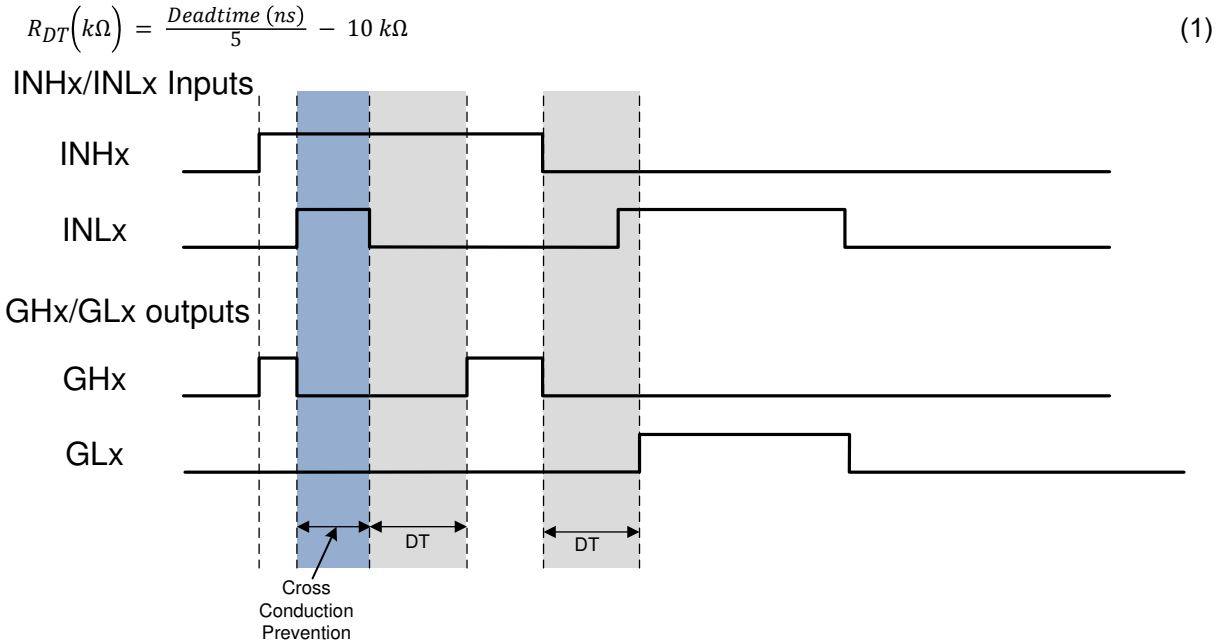 R_DT(kΩ) = Deadtime (ns) / 5 − 10 kΩ (1)
INHx/INLx Inputs
INHx
INLx
GHx/GLx outputs
GHx
GLx
DT
DT
Cross
Conduction
Prevention